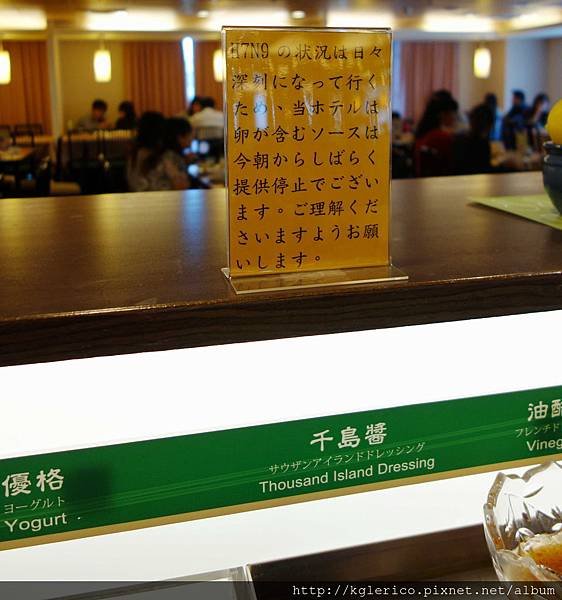 H7N9の状況は日々
深刻になって行く
ため、当ホテルは
卵が含むソースは
今朝からしばらく
提供停止でござい
ます。ご理解くだ
さいますようお願
いします。
優格
ヨーグルト
Yogurt
千島醬
サウザンアイランドドレッシング
Thousand Island Dressing
油醋
フレンチド
Vineg
http://kglerico.pixnet.net/album